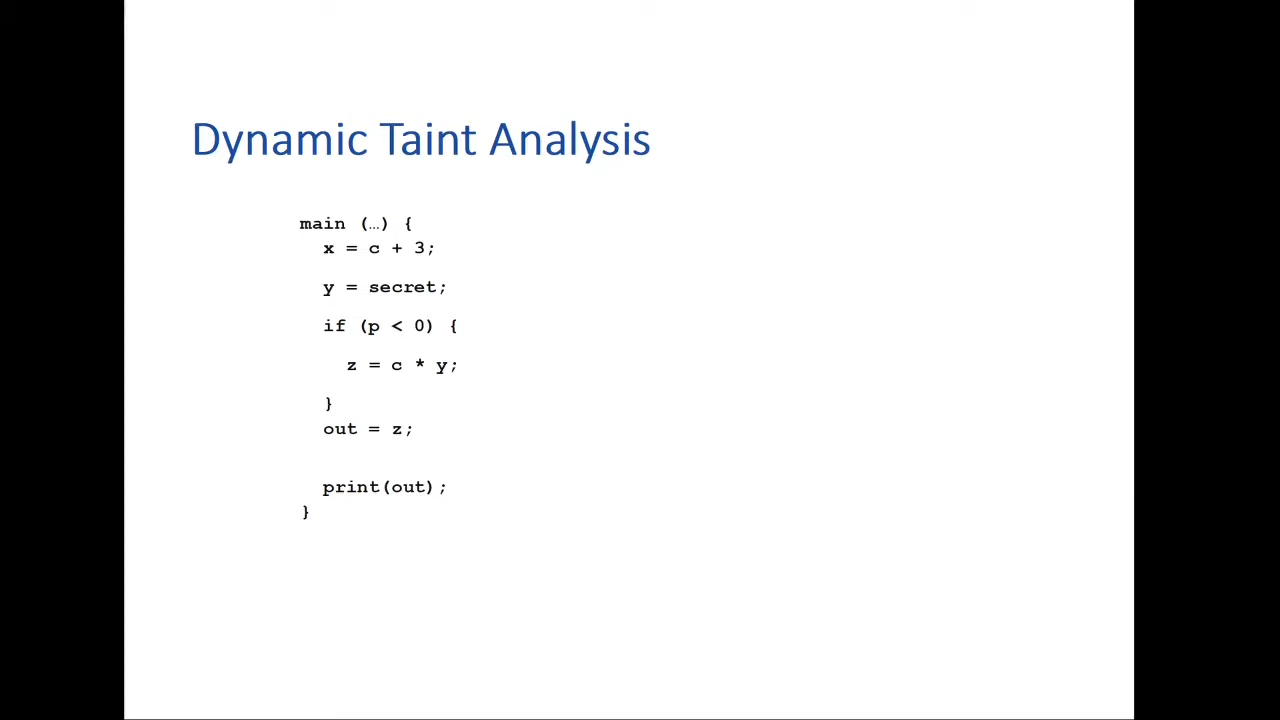 Dynamic Taint Analysis
main (…) {
x = c + 3;
y = secret;
if (p < 0) {
z = c * y;
}
out = z;
print(out);
}